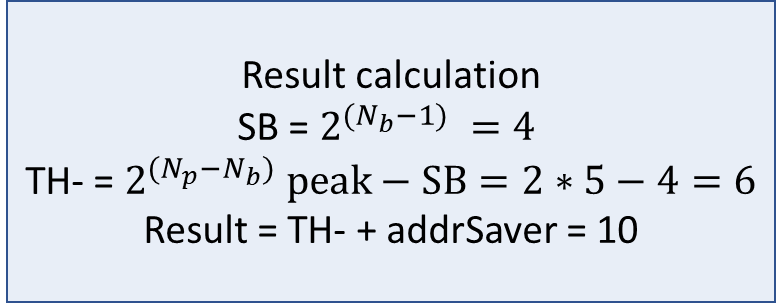 Result calculation
SB = 2^(N_b−1) = 4
TH- = 2^(N_p−N_b) peak − SB = 2 ∗ 5 − 4 = 6
Result = TH- + addrSaver = 10